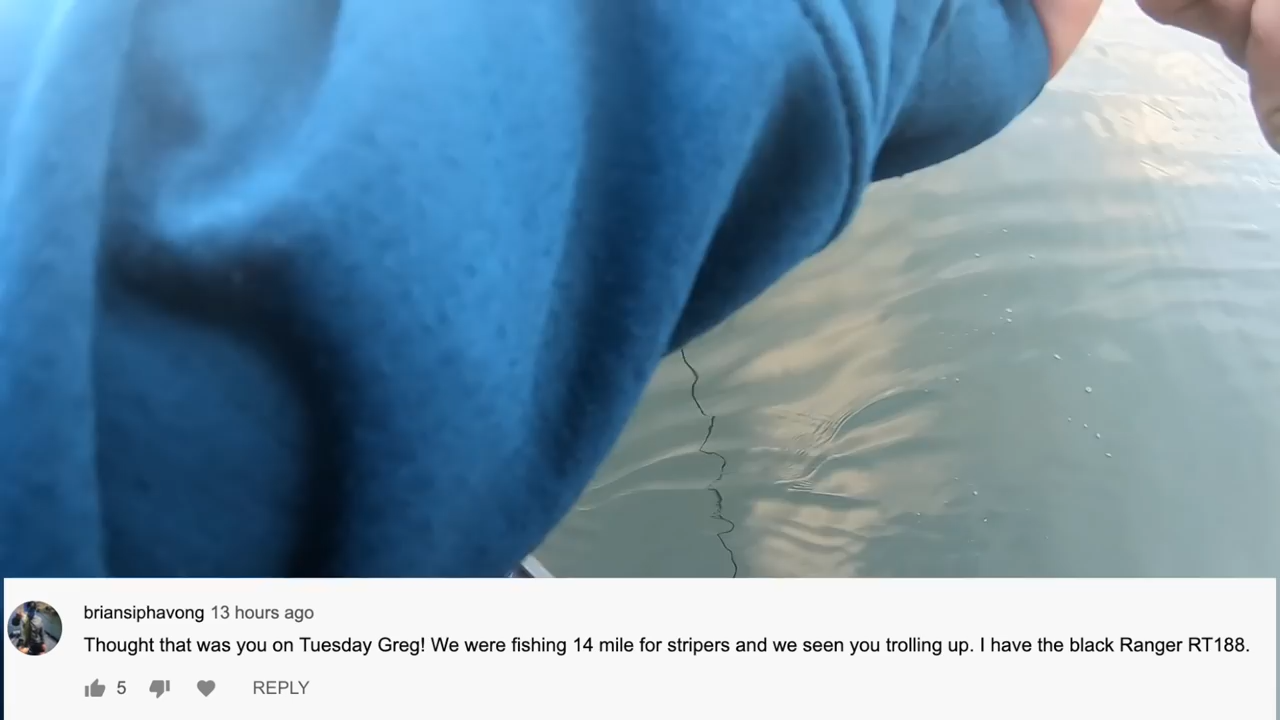 briansiphavong 13 hours ago
Thought that was you on Tuesday Greg! We were fishing 14 mile for stripers and we seen you trolling up. I have the black Ranger RT188.
5 REPLY